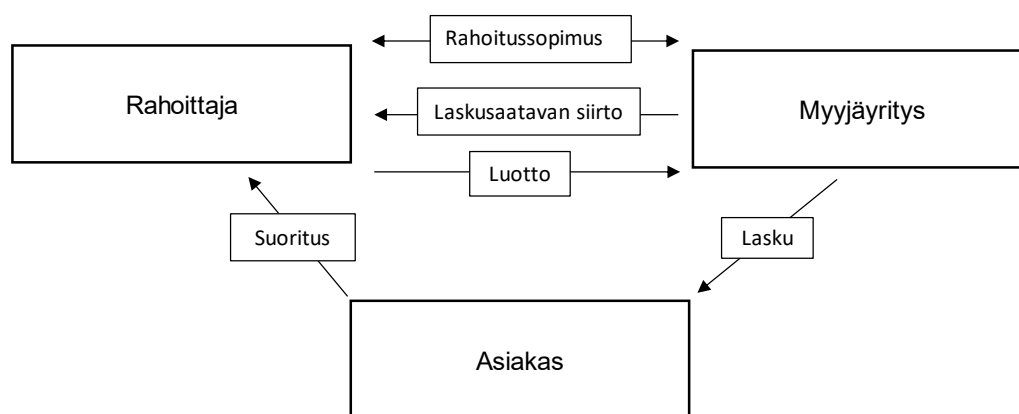 Rahoitussopimus
Rahoittaja
Myyjäyritys
Laskusaatavan siirto
Luotto
Suoritus
Lasku
Asiakas